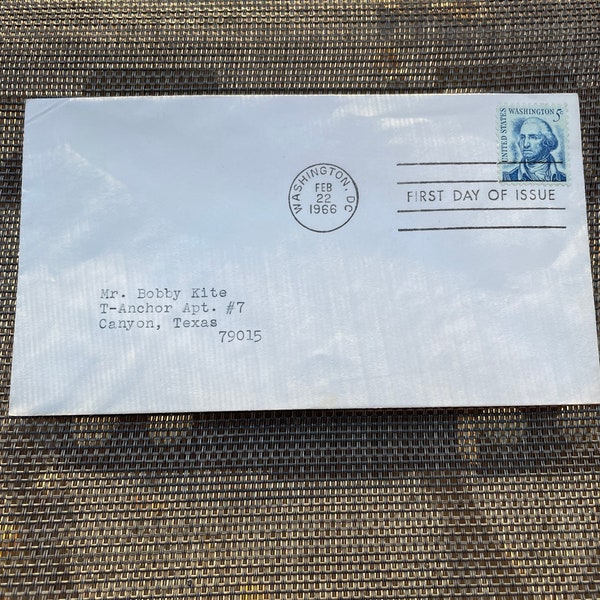 UNITED STATES
WASHINGTON 5c
WASHINGTON, DC
FEB
22
1966
FIRST DAY OF ISSUE
Mr. Bobby Kite
T-Anchor Apt. #7
Canyon, Texas
79015